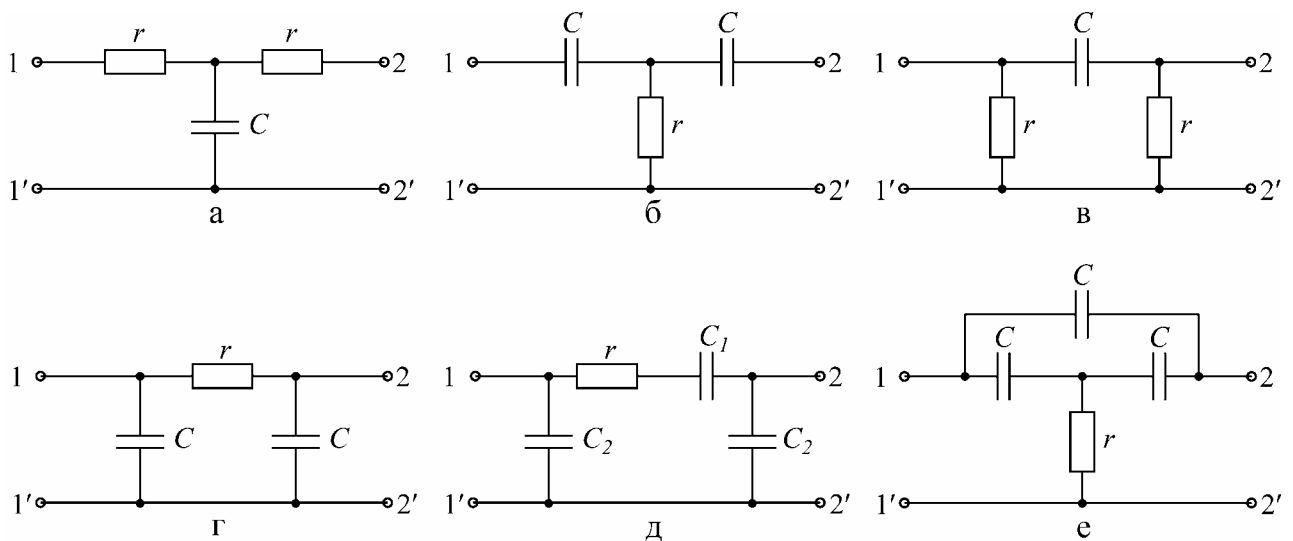 r r C C C
1 2 1 2 1 2
C r r r
1′ 2′ 1′ 2′ 1′ 2′
а б в
C
r r C₁ C C
1 2 1 2 1 2
C C C₂ C₂ r
1′ 2′ 1′ 2′ 1′ 2′
г д е